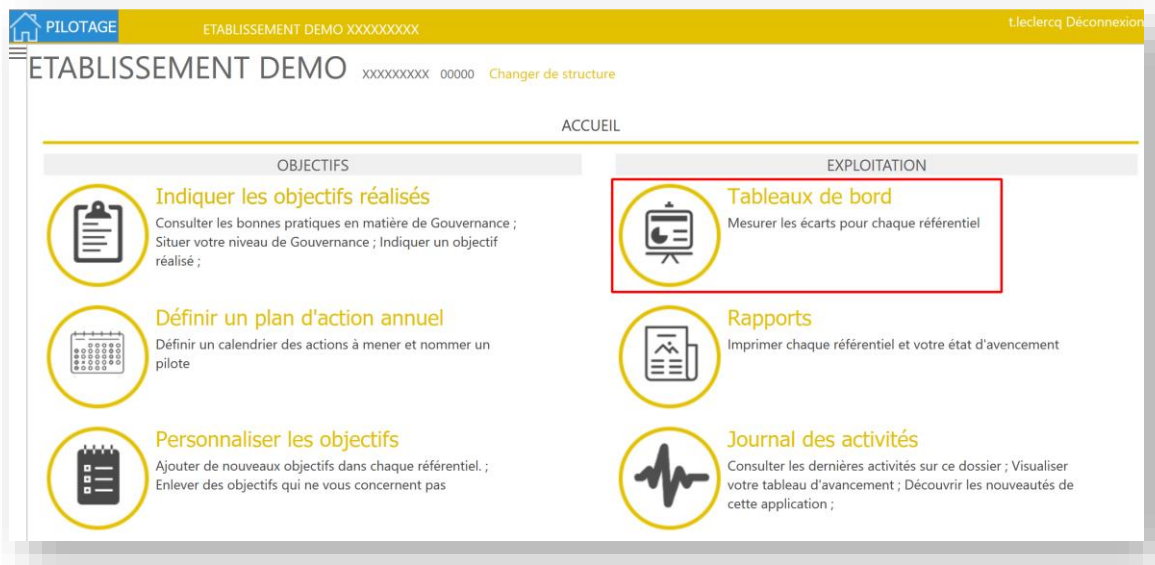 PILOTAGE
ETABLISSEMENT DEMO XXXXXXXXX
t.leclercq Déconnexion
ETABLISSEMENT DEMO xxxxxxxxx 00000 Changer de structure
ACCUEIL
OBJECTIFS
Indiquer les objectifs réalisés
Consulter les bonnes pratiques en matière de Gouvernance ;
Situer votre niveau de Gouvernance ; Indiquer un objectif
réalisé ;
Définir un plan d'action annuel
Définir un calendrier des actions à mener et nommer un
pilote
Personnaliser les objectifs
Ajouter de nouveaux objectifs dans chaque référentiel. ;
Enlever des objectifs qui ne vous concernent pas
EXPLOITATION
Tableaux de bord
Mesurer les écarts pour chaque référentiel
Rapports
Imprimer chaque référentiel et votre état d'avencement
Journal des activités
Consulter les dernières activités sur ce dossier ; Visualiser
votre tableau d'avancement ; Découvrir les nouveautés de
cette application ;